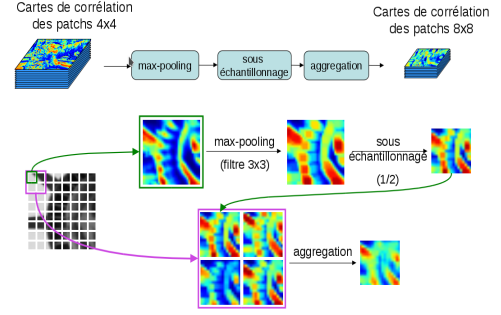 Cartes de corrélation
des patchs 4x4
Cartes de corrélation
des patchs 8x8
max-pooling
sous
échantillonnage
aggregation
max-pooling
(filtre 3x3)
sous
échantillonnage
(1/2)
aggregation